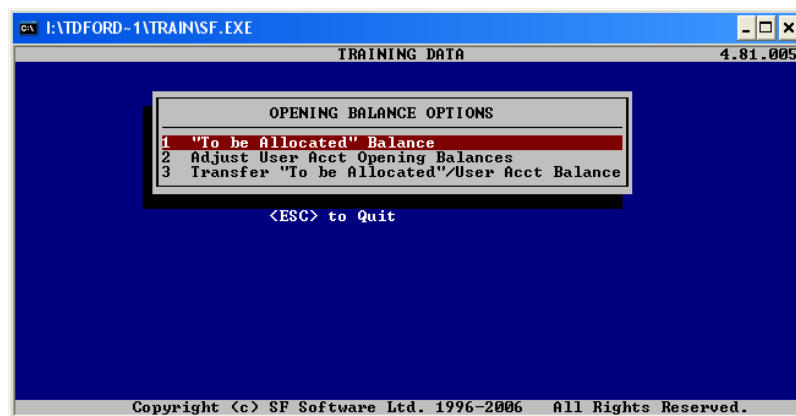 I:\TDFORD~1\TRAIN\SF.EXE
TRAINING DATA 4.81.005
OPENING BALANCE OPTIONS
1 "To be Allocated" Balance
2 Adjust User Acct Opening Balances
3 Transfer "To be Allocated"/User Acct Balance
<ESC> to Quit
Copyright (c) SF Software Ltd. 1996-2006 All Rights Reserved.